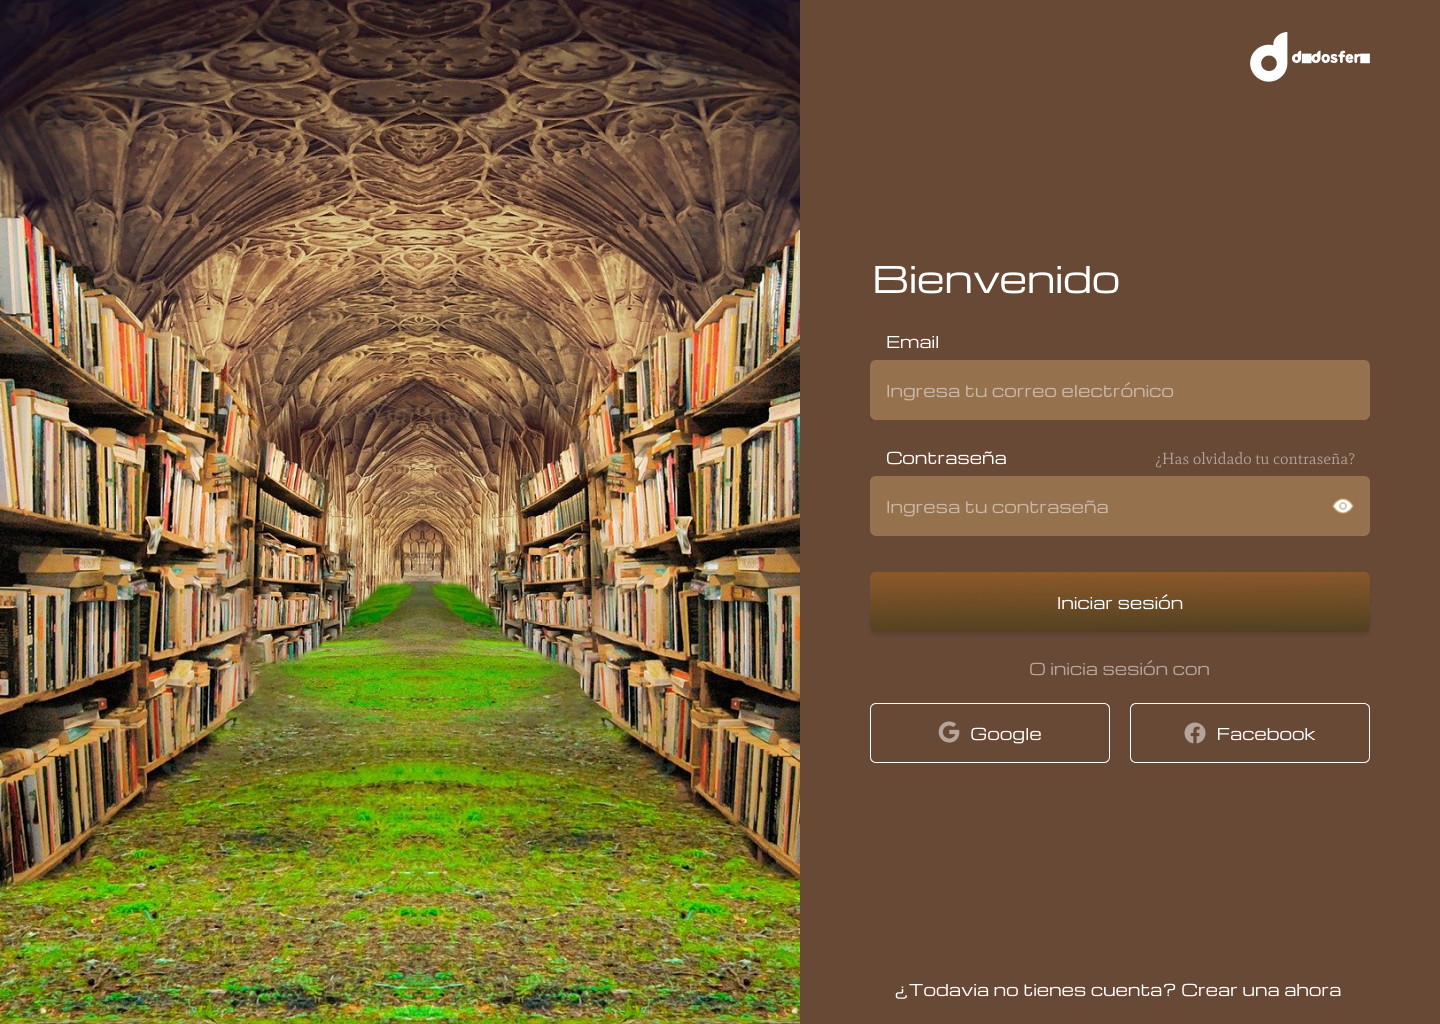 dadosfera
Bienvenido
Email
Ingresa tu correo electrónico
Contraseña
¿Has olvidado tu contraseña?
Ingresa tu contraseña
Iniciar sesión
O inicia sesión con
Google
Facebook
¿Todavia no tienes cuenta? Crear una ahora